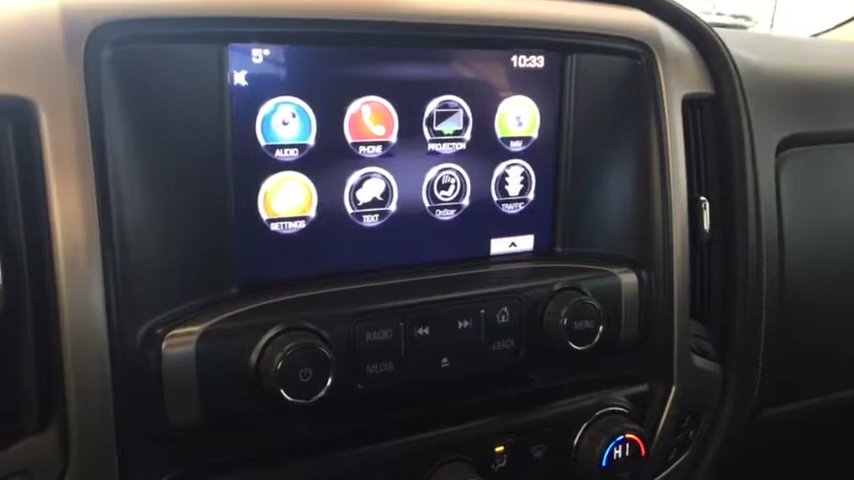 5°
10:33
AUDIO
PHONE
PROJECTION
NAV
SETTINGS
TEXT
OnStar
TRAFFIC
RADIO
MENU
MEDIA
BACK
HI